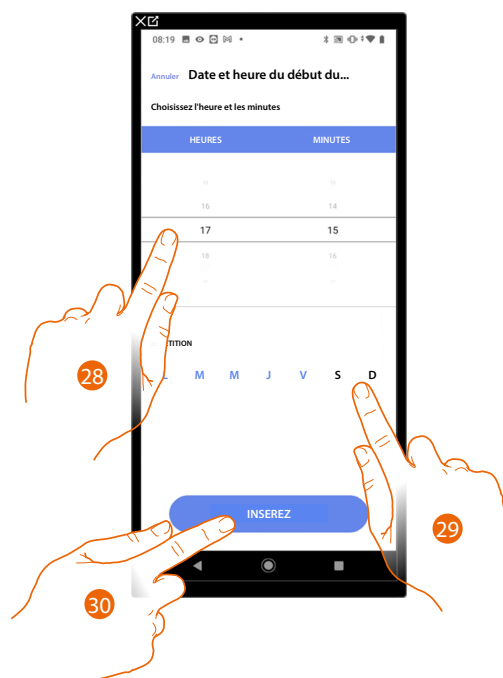 08:19
Annuler Date et heure du début du...
Choisissez l'heure et les minutes
HEURES MINUTES
16 14
17 15
18 16
TITION
L M M J V S D
INSEREZ
28
29
30